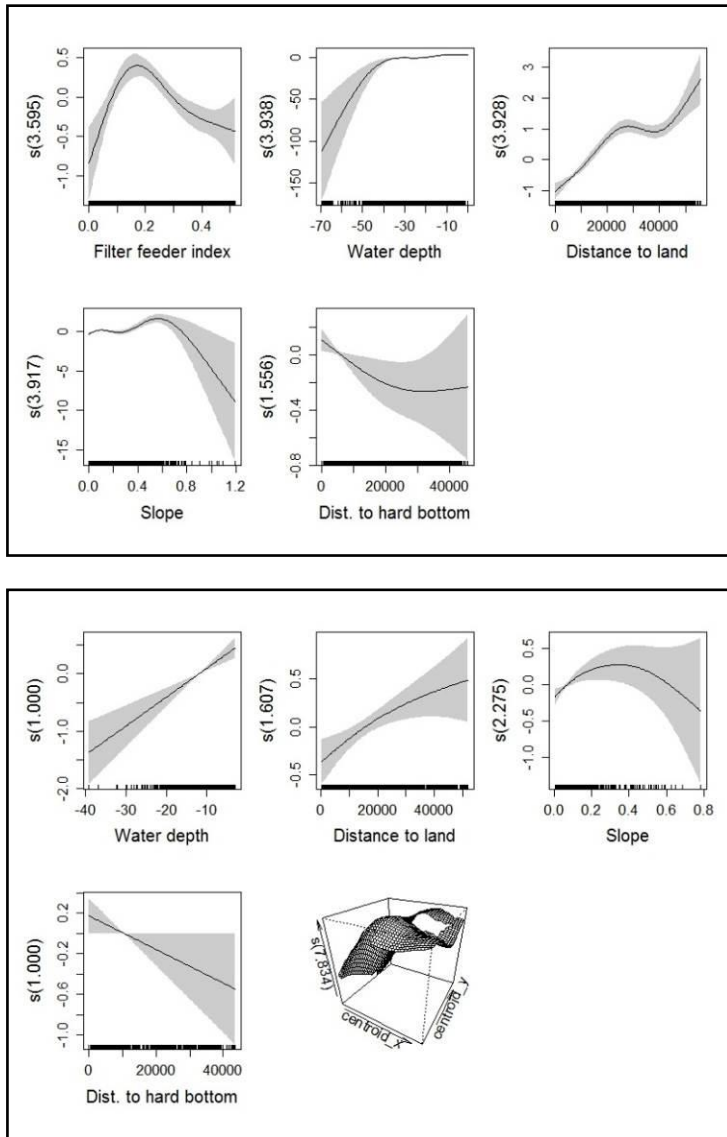 s(3.595)
-1.0 -0.5 0.0 0.5
0.0 0.2 0.4
Filter feeder index
s(3.938)
-150 -100 -50 0
-70 -50 -30 -10
Water depth
s(3.928)
-1 0 1 2 3
0 20000 40000
Distance to land
s(3.917)
-15 -10 -5 0
0.0 0.4 0.8 1.2
Slope
s(1.556)
-0.8 -0.4 0.0
0 20000 40000
Dist. to hard bottom
s(1.000)
-2.0 -1.0 0.0
-40 -30 -20 -10
Water depth
s(1.607)
-0.5 0.0 0.5
0 20000 40000
Distance to land
s(2.275)
-1.0 -0.5 0.0 0.5
0.0 0.2 0.4 0.6 0.8
Slope
s(1.000)
-1.0 -0.6 -0.2 0.2
0 20000 40000
Dist. to hard bottom
s(7.834)
centroid_x
centroid_y